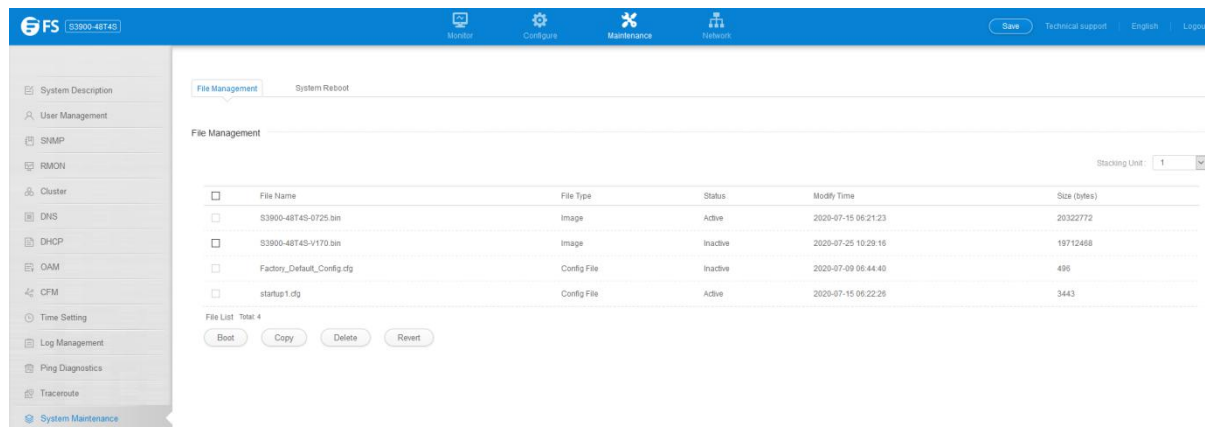 FS S3900-48T4S Monitor Configure Maintenance Network Save Technical support English
System Description
User Management
SNMP
RMON
Cluster
DNS
DHCP
OAM
CFM
Time Setting
Log Management
Ping Diagnostics
Traceroute
System Maintenance
File Management System Reboot
File Management
Stacking Unit : 1
File Name File Type Status Modify Time Size (bytes)
S3900-48T4S-0725.bin Image Active 2020-07-15 06:21:23 20322772
S3900-48T4S-V170.bin Image Inactive 2020-07-25 10:29:16 19712468
Factory_Default_Config.cfg Config File Inactive 2020-07-09 06:44:40 496
startup1.cfg Config File Active 2020-07-15 06:22:26 3443
File List Total: 4
Boot Copy Delete Revert